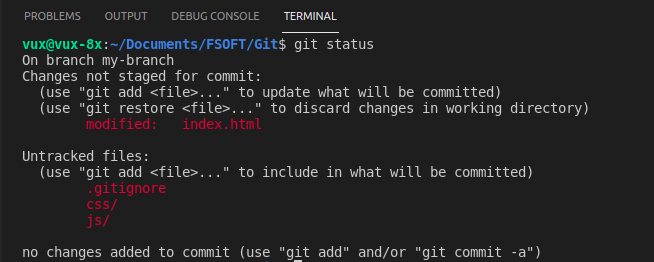 PROBLEMS OUTPUT DEBUG CONSOLE TERMINAL
vux@vux-8x:~/Documents/FSOFT/Git$ git status
On branch my-branch
Changes not staged for commit:
  (use "git add <file>..." to update what will be committed)
  (use "git restore <file>..." to discard changes in working directory)
        modified:   index.html

Untracked files:
  (use "git add <file>..." to include in what will be committed)
        .gitignore
        css/
        js/

no changes added to commit (use "git add" and/or "git commit -a")